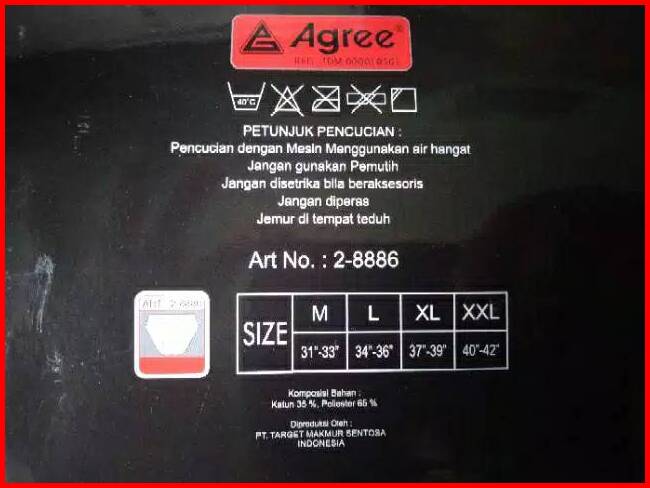 Agree®
40°C
PETUNJUK PENCUCIAN :
Pencucian dengan Mesin Menggunakan air hangat
Jangan gunakan Pemutih
Jangan disetrika bila beraksesoris
Jangan diperas
Jemur di tempat teduh
Art No. : 2-8886
SIZE M L XL XXL
31"-33" 34"-36" 37"-39" 40"-42"
Komposisi Bahan :
Katun 35 %, Poliester 65 %
Diproduksi Oleh :
PT. TARGET MAKMUR SENTOSA
INDONESIA